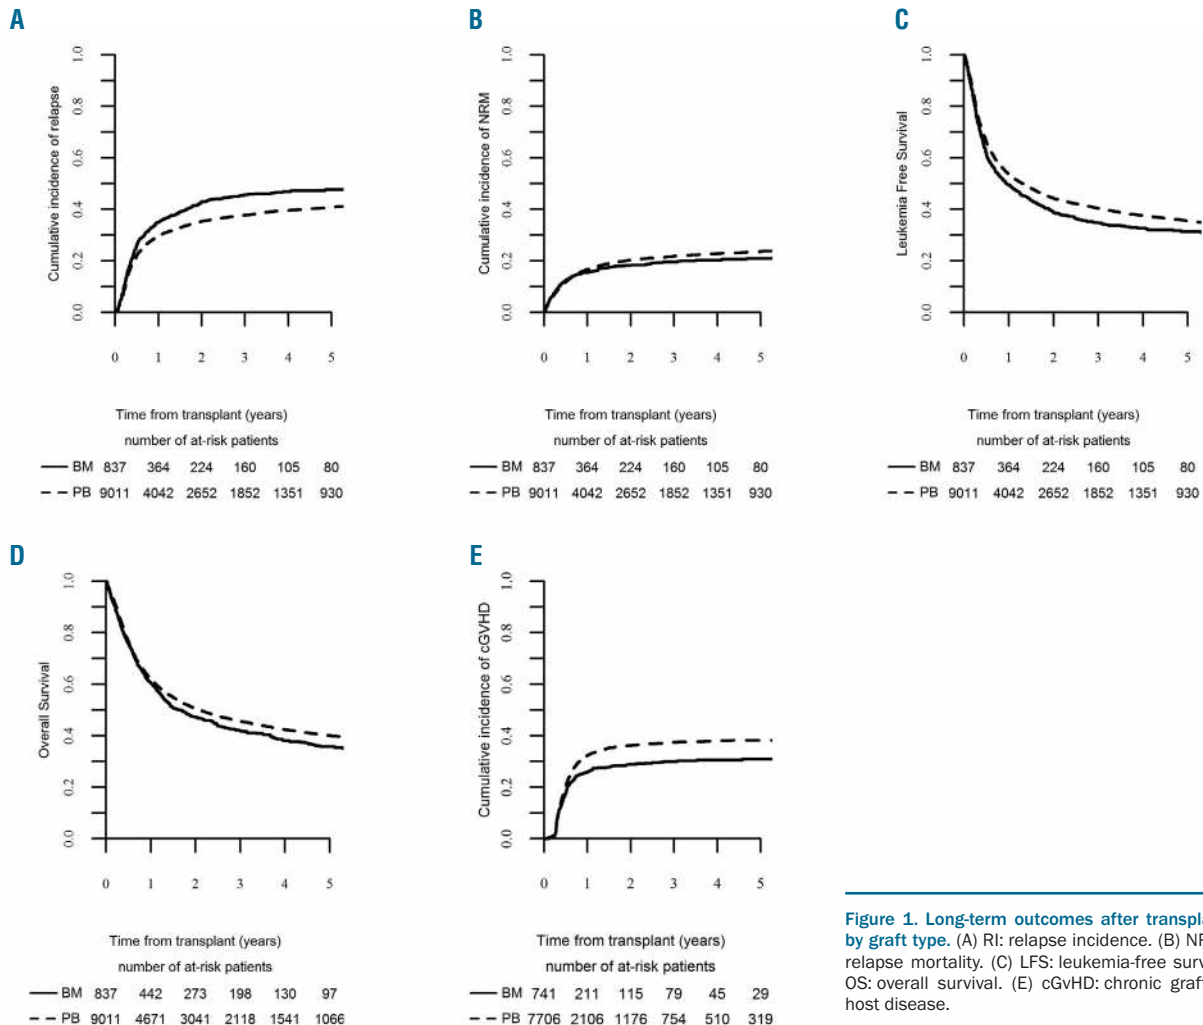 A
Cumulative incidence of relapse
1.0
0.8
0.6
0.4
0.2
0.0
0 1 2 3 4 5
Time from transplant (years)
number of at-risk patients
BM 837 364 224 160 105 80
PB 9011 4042 2652 1852 1351 930
B
Cumulative incidence of NRM
1.0
0.8
0.6
0.4
0.2
0.0
0 1 2 3 4 5
Time from transplant (years)
number of at-risk patients
BM 837 364 224 160 105 80
PB 9011 4042 2652 1852 1351 930
C
Leukemia Free Survival
1.0
0.8
0.6
0.4
0.2
0.0
0 1 2 3 4 5
Time from transplant (years)
number of at-risk patients
BM 837 364 224 160 105 80
PB 9011 4042 2652 1852 1351 930
D
Overall Survival
1.0
0.8
0.6
0.4
0.2
0.0
0 1 2 3 4 5
Time from transplant (years)
number of at-risk patients
BM 837 442 273 198 130 97
PB 9011 4671 3041 2118 1541 1066
E
Cumulative incidence of cGVHD
1.0
0.8
0.6
0.4
0.2
0.0
0 1 2 3 4 5
Time from transplant (years)
number of at-risk patients
BM 741 211 115 79 45 29
PB 7706 2106 1176 754 510 319
Figure 1. Long-term outcomes after transpla
by graft type. (A) RI: relapse incidence. (B) NR
relapse mortality. (C) LFS: leukemia-free surv
OS: overall survival. (E) cGvHD: chronic graft
host disease.